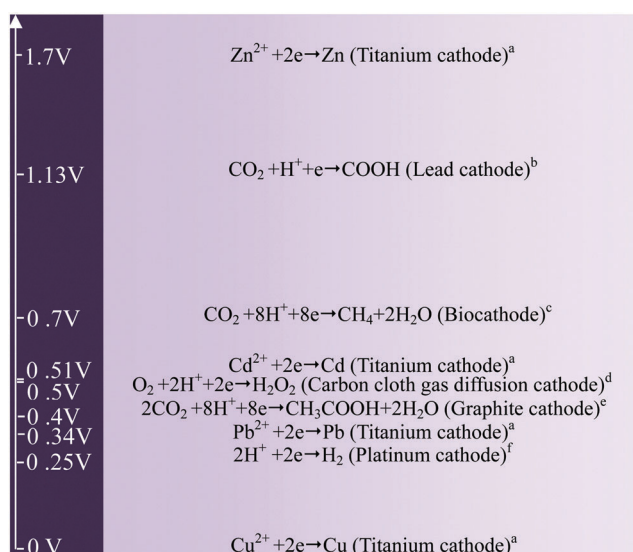 1.7V Zn²⁺ +2e→Zn (Titanium cathode)ᵃ
1.13V CO₂ +H⁺+e→COOH (Lead cathode)ᵇ
0 .7V CO₂ +8H⁺+8e→CH₄+2H₂O (Biocathode)ᶜ
0 .51V Cd²⁺ +2e→Cd (Titanium cathode)ᵃ
0 .5V O₂ +2H⁺+2e→H₂O₂ (Carbon cloth gas diffusion cathode)ᵈ
0 .4V 2CO₂ +8H⁺+8e→CH₃COOH+2H₂O (Graphite cathode)ᵉ
0 .34V Pb²⁺ +2e→Pb (Titanium cathode)ᵃ
0 .25V 2H⁺ +2e→H₂ (Platinum cathode)ᶠ
0 V Cu²⁺ +2e→Cu (Titanium cathode)ᵃ